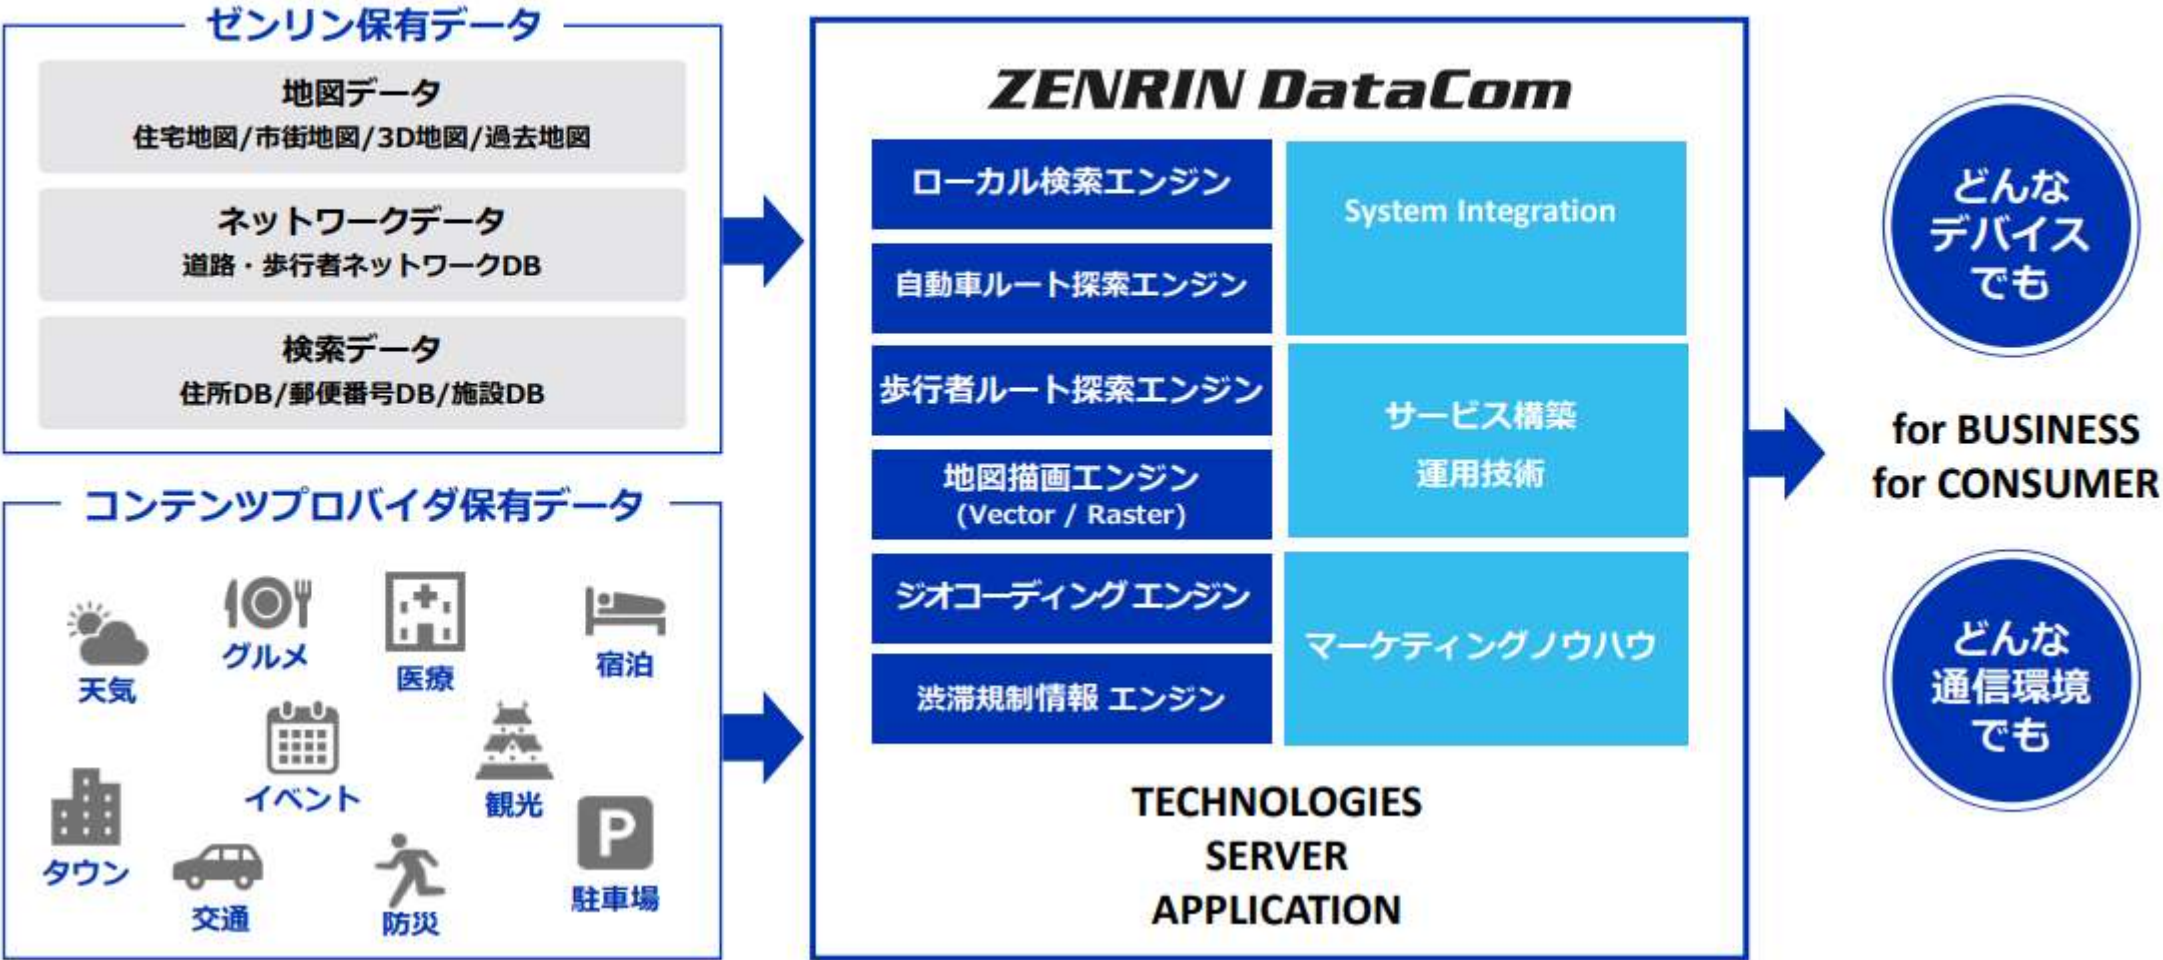 ゼンリン保有データ
地図データ
住宅地図/市街地図/3D地図/過去地図
ネットワークデータ
道路・歩行者ネットワークDB
検索データ
住所DB/郵便番号DB/施設DB
コンテンツプロバイダ保有データ
天気
グルメ
医療
宿泊
イベント
観光
タウン
交通
防災
P
駐車場
ZENRIN DataCom
ローカル検索エンジン
自動車ルート探索エンジン
歩行者ルート探索エンジン
地図描画エンジン
(Vector / Raster)
ジオコーディングエンジン
渋滞規制情報 エンジン
System Integration
サービス構築
運用技術
マーケティングノウハウ
TECHNOLOGIES
SERVER
APPLICATION
どんな
デバイス
でも
for BUSINESS
for CONSUMER
どんな
通信環境
でも